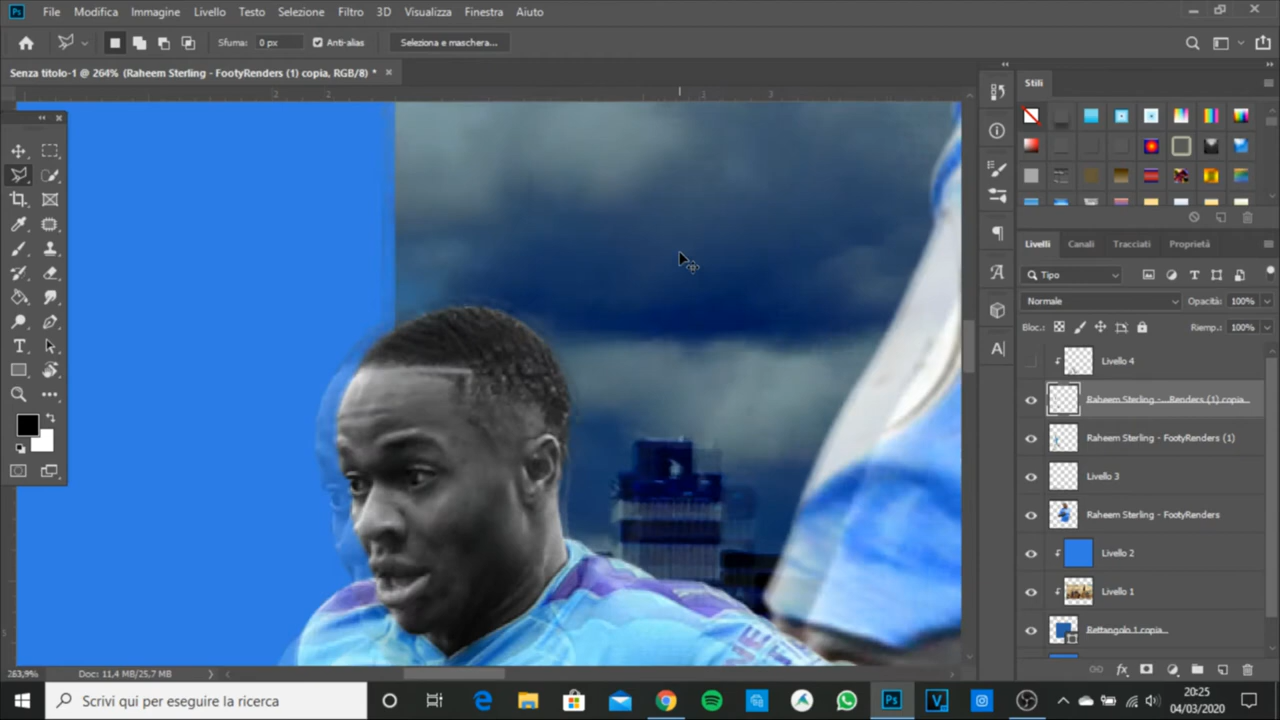 Ps File Modifica Immagine Livello Testo Selezione Filtro 3D Visualizza Finestra Aiuto
Sfuma: 0 px Anti-alias Seleziona e maschera...
Senza titolo-1 @ 264% (Raheem Sterling - FootyRenders (1) copia, RGB/8) *
Stili
Livelli Canali Tracciati Proprietà
Tipo
Normale Opacità: 100%
Bloc.: Riemp.: 100%
Livello 4
Raheem Sterling - ...Renders (1) copia
Raheem Sterling - FootyRenders (1)
Livello 3
Raheem Sterling - FootyRenders
Livello 2
Livello 1
Rettangolo 1 copia
263,9% Doc: 11,4 MB/25,7 MB
Scrivi qui per eseguire la ricerca
Ps
20:25
04/03/2020